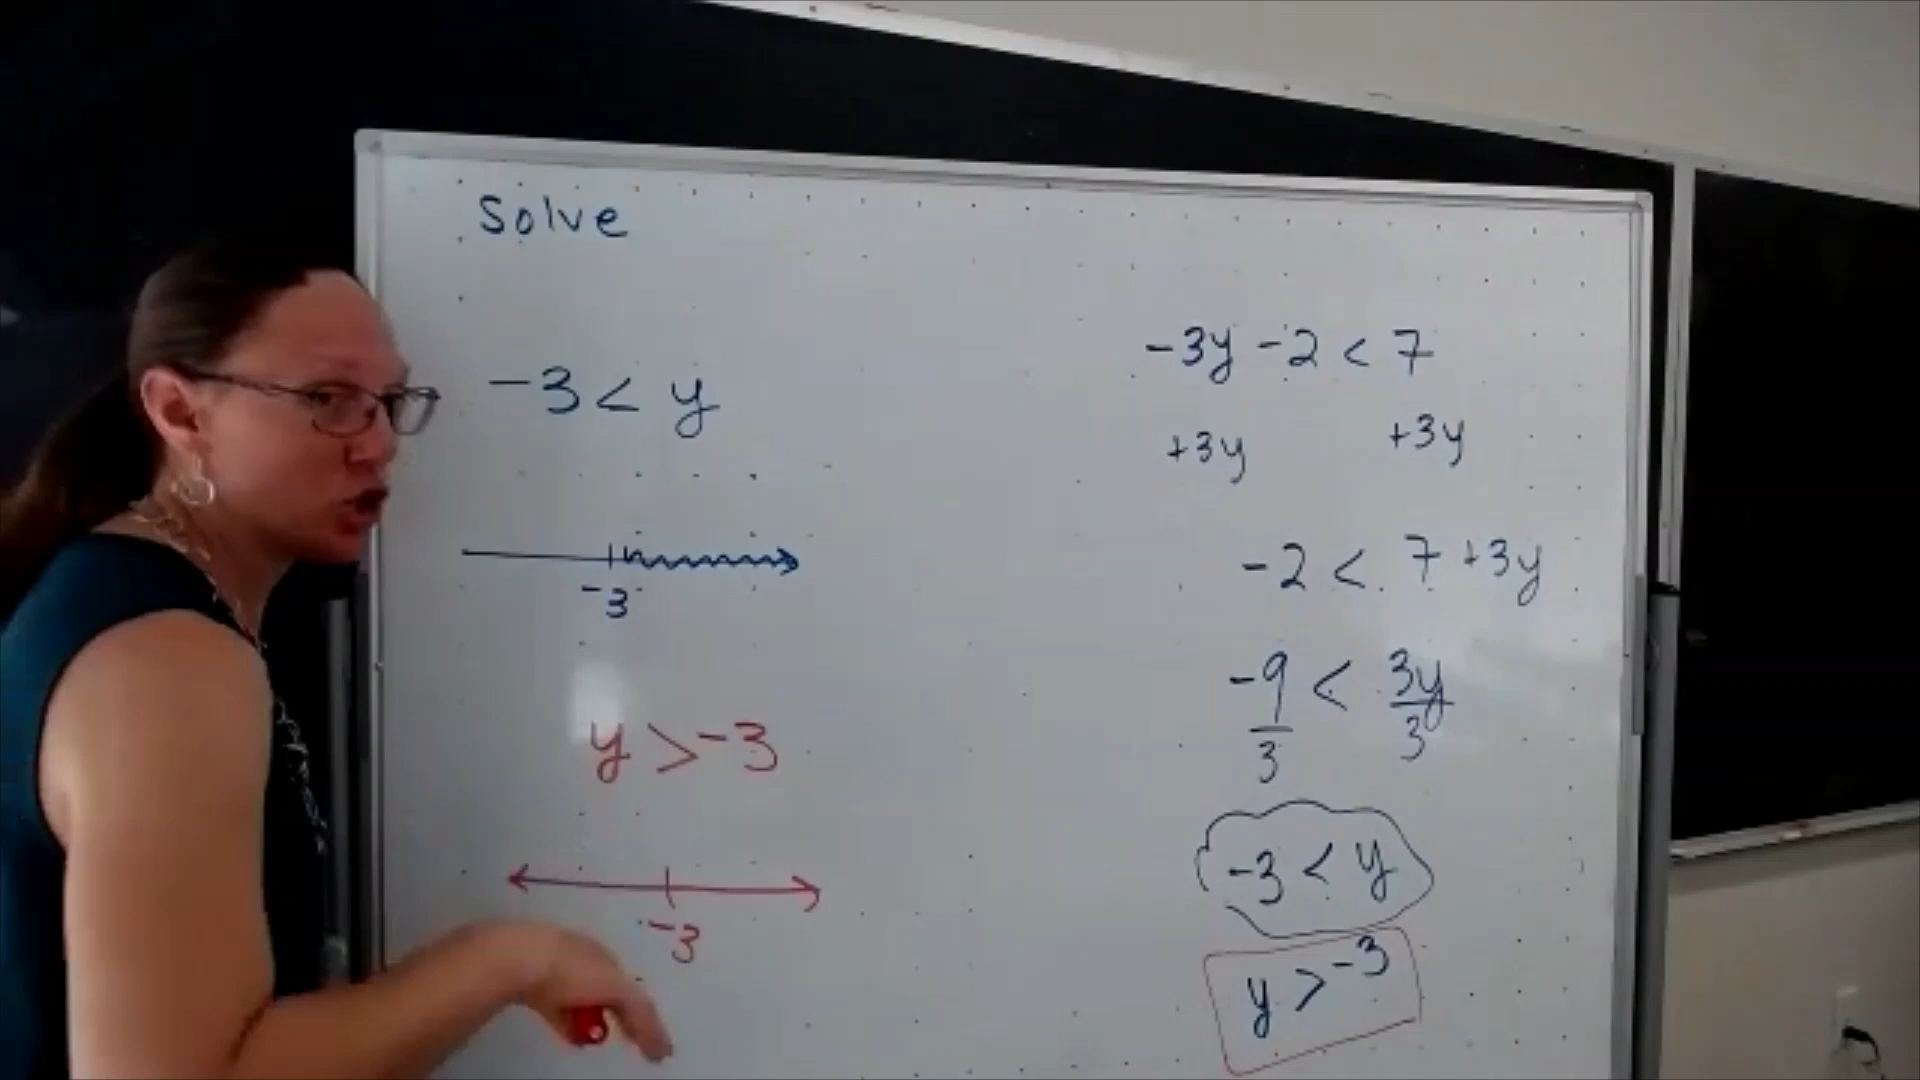 Solve
-3 < y
-3
y > -3
-3
-3y -2 < 7
+3y +3y
-2 < 7 +3y
-9 < 3y
3 3
-3 < y
y > -3